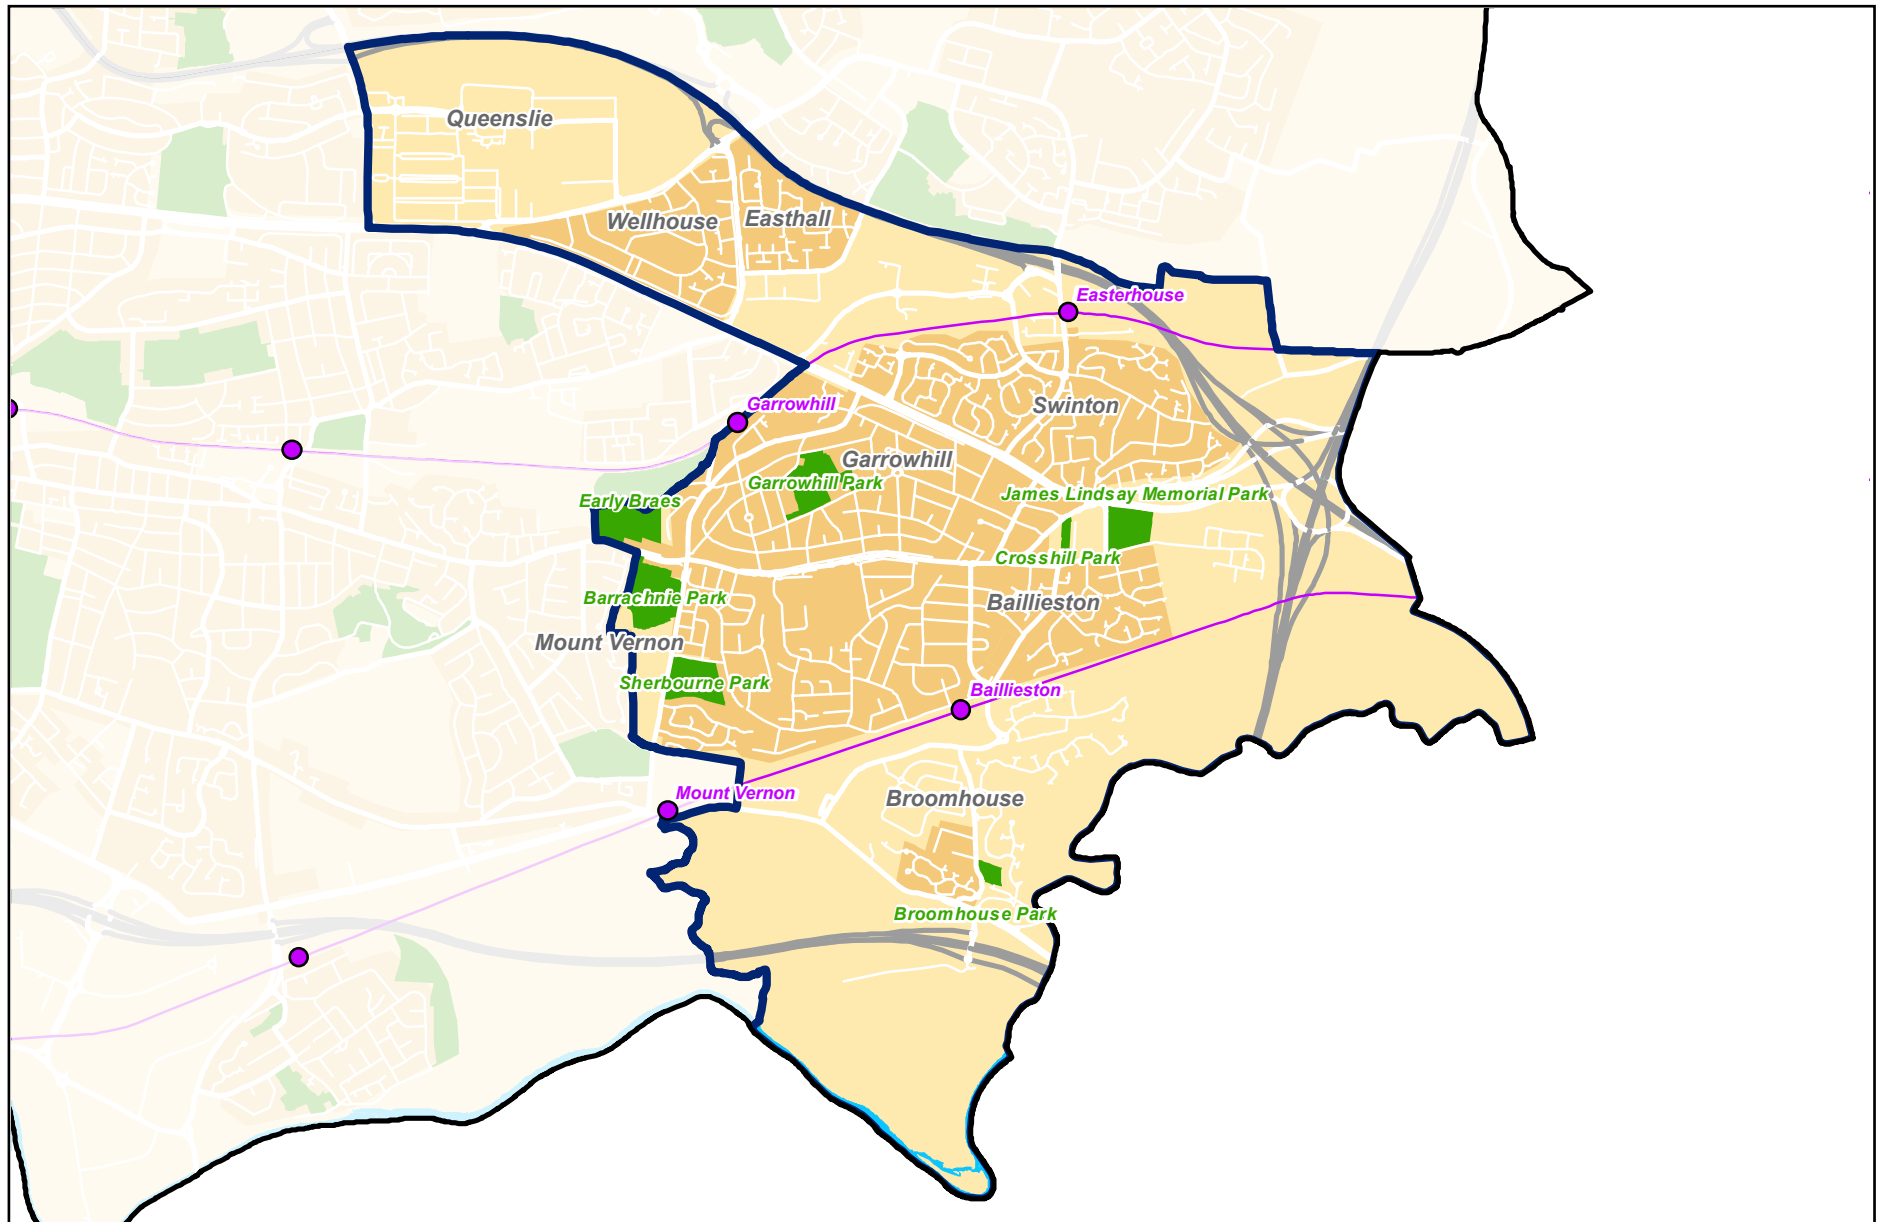 Queenslie
Wellhouse
Easthall
Easterhouse
Garrowhill
Swinton
Garrowhill
Garrowhill Park
James Lindsay Memorial Park
Early Braes
Crosshill Park
Barrachnie Park
Baillieston
Mount Vernon
Sherbourne Park
Baillieston
Mount Vernon
Broomhouse
Broomhouse Park